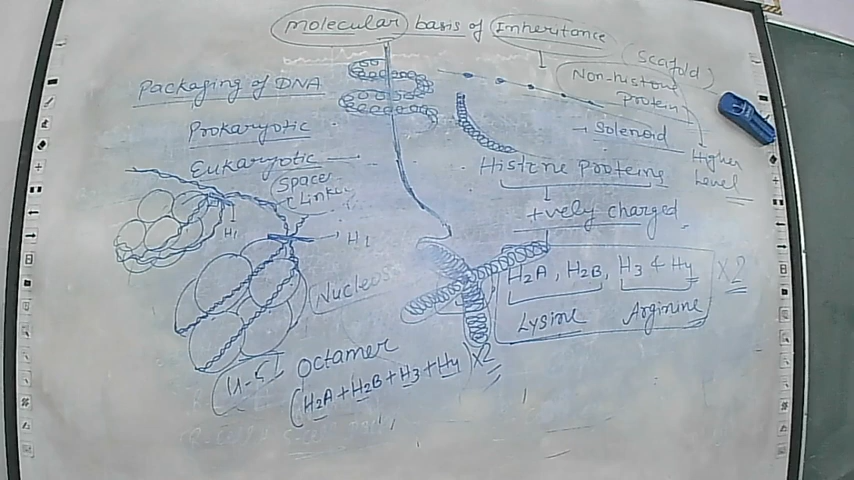 Molecular basis of Inheritance
Packaging of DNA
Prokaryotic
Eukaryotic
Spacer
Linker
H1
H1
Octamer
(H2A + H2B + H3 + H4) X2
(Scafold)
Non-histone
Protein
Solenoid
Higher
Level
Histone Proteins
+vely charged
H2A, H2B, H3 & H4 X2
Lysine Arginine